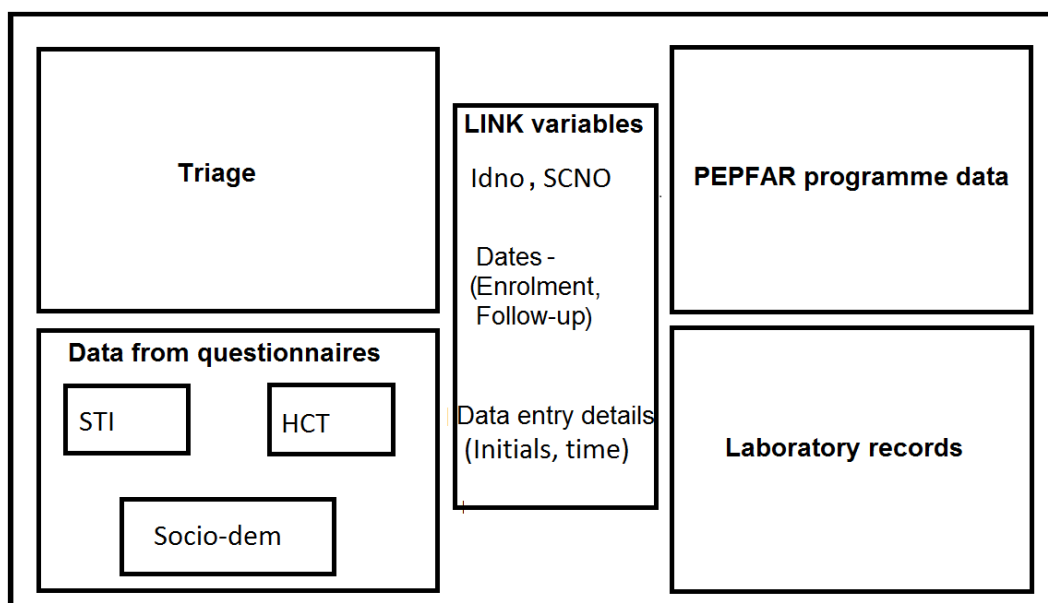 Triage
Data from questionnaires
STI
HCT
Socio-dem
LINK variables
Idno , SCNO
Dates -
(Enrolment,
Follow-up)
Data entry details
(Initials, time)
PEPFAR programme data
Laboratory records